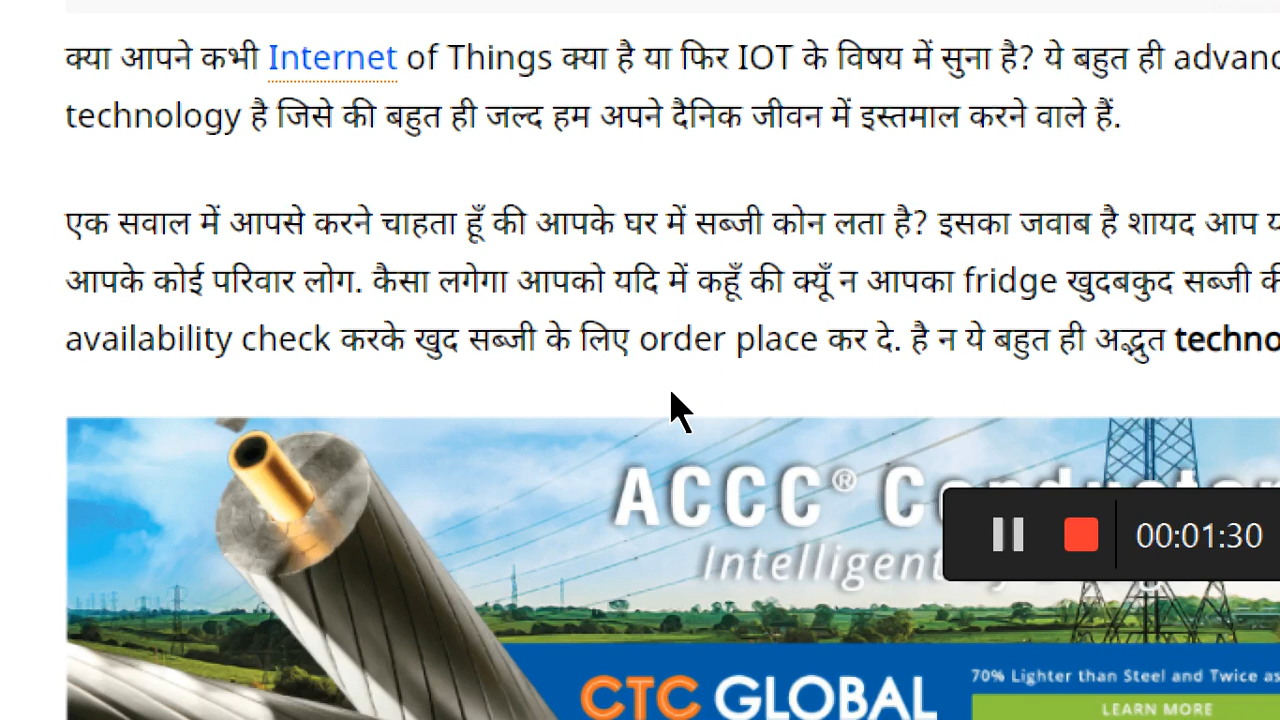 क्या आपने कभी Internet of Things क्या है या फिर IOT के विषय में सुना है? ये बहुत ही
technology है जिसे की बहुत ही जल्द हम अपने दैनिक जीवन में इस्तमाल करने वाले हैं.
एक सवाल में आपसे करने चाहता हूँ की आपके घर में सब्जी कोन लता है? इसका जवाब है शायद आप
आपके कोई परिवार लोग. कैसा लगेगा आपको यदि में कहूँ की क्यूँ न आपका fridge खुदबकुद सब्जी की
availability check करके खुद सब्जी के लिए order place कर दे. है न ये बहुत ही अद्भुत
ACCC®
00:01:30
CTC GLOBAL
70% Lighter than Steel and Twice as
LEARN MORE